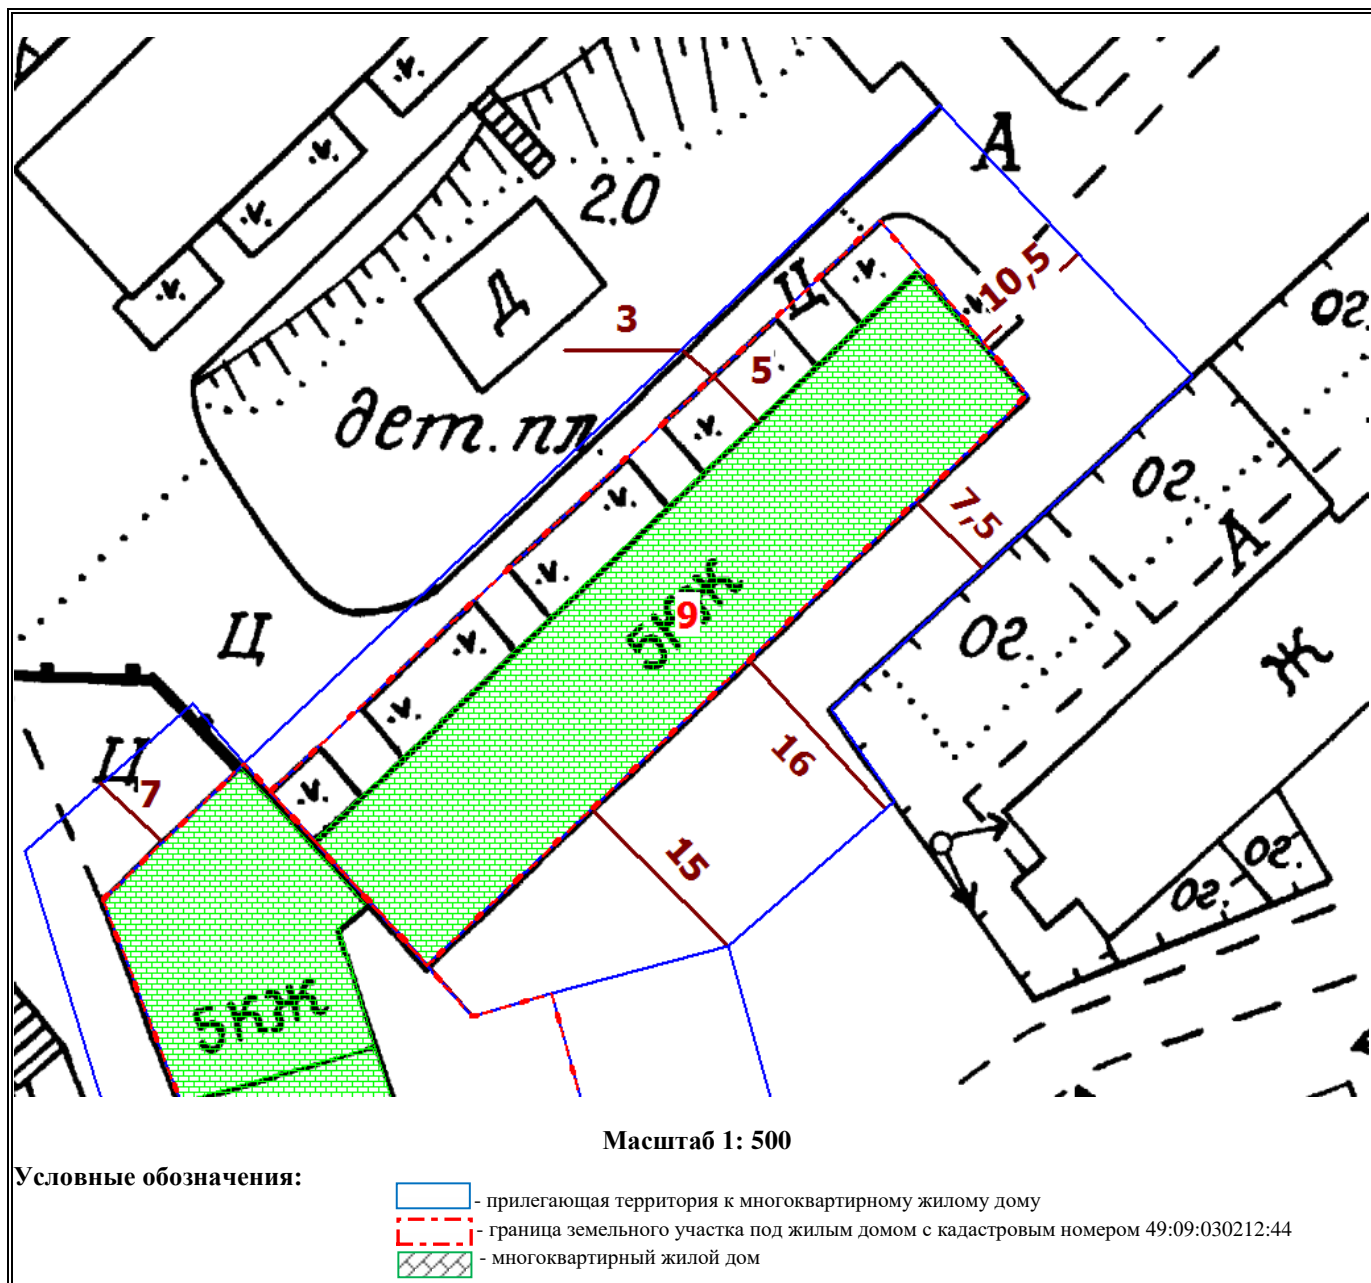 А
2.0
Д
Ц
10,5
ог.
3
5
дет. пл.
ог.
7,5
А
5КЖ
9
ог.
Ц
Ж
Ц
7
16
15
ог.
ог.
5КЖ
Масштаб 1: 500
Условные обозначения:
- прилегающая территория к многоквартирному жилому дому
- граница земельного участка под жилым домом с кадастровым номером 49:09:030212:44
- многоквартирный жилой дом